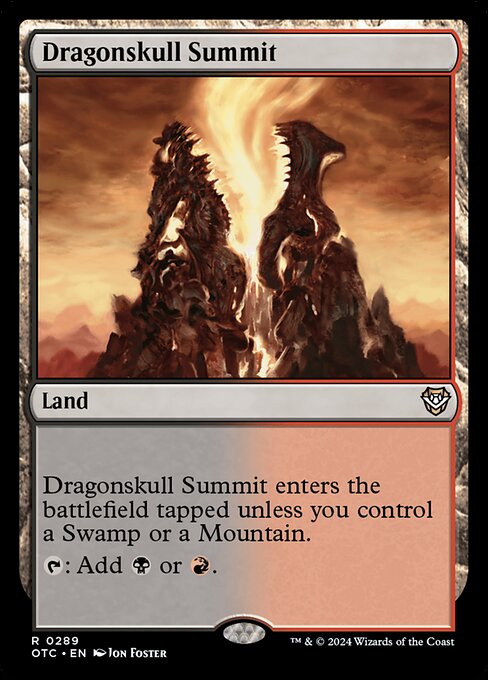 Dragonskull Summit
Land
Dragonskull Summit enters the
battlefield tapped unless you control
a Swamp or a Mountain.
: Add or .
R 0289
OTC • EN Jon Foster
™ & © 2024 Wizards of the Coast